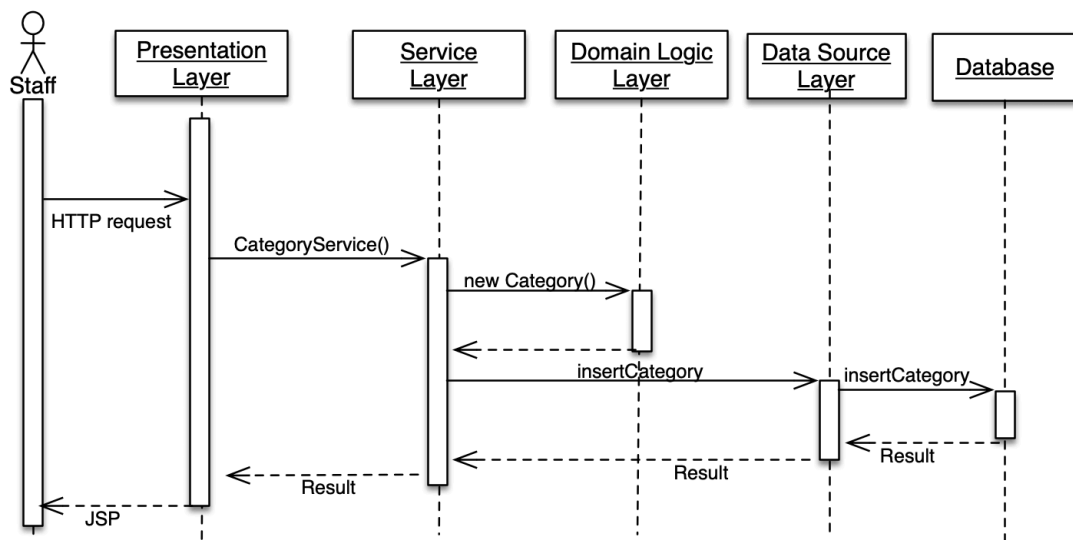 Staff
Presentation
Layer
Service
Layer
Domain Logic
Layer
Data Source
Layer
Database
HTTP request
CategoryService()
new Category()
insertCategory
insertCategory
Result
Result
Result
JSP